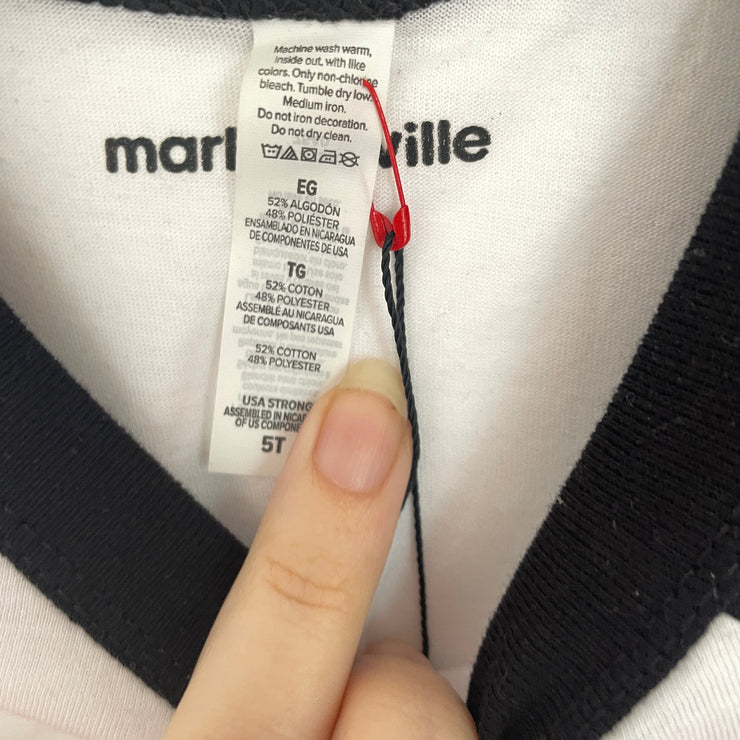 Machine wash warm,
inside out, with like
colors. Only non-chlorine
bleach. Tumble dry low.
Medium iron.
Do not iron decoration.
Do not dry clean.
mark ville
EG
52% ALGODÓN
48% POLIÉSTER
ENSAMBLADO EN NICARAGUA
DE COMPONENTES DE USA
TG
52% COTON
48% POLYESTER
ASSEMBLÉ AU NICARAGUA
DE COMPOSANTS USA
52% COTTON
48% POLYESTER
USA STRONG
ASSEMBLED IN NICAR
OF US COMPONEN
5T